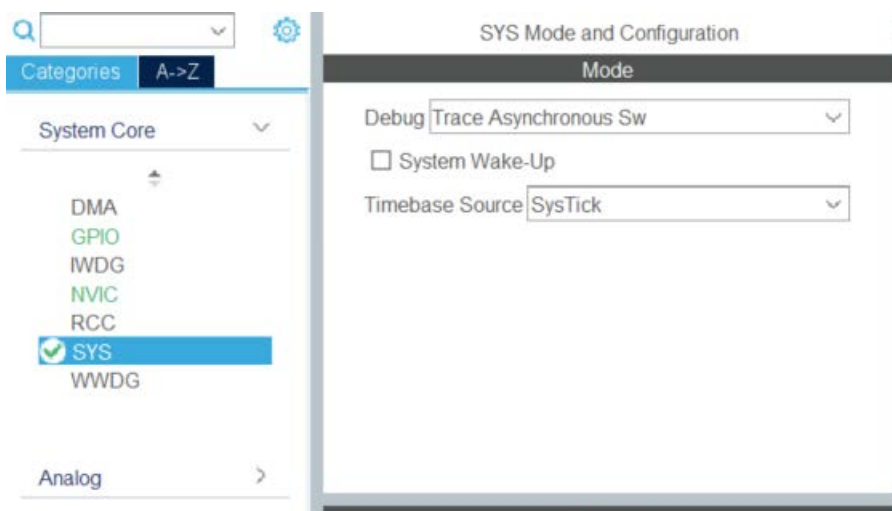 SYS Mode and Configuration
Categories A->Z
Mode
System Core
Debug Trace Asynchronous Sw
System Wake-Up
Timebase Source SysTick
DMA
GPIO
IWDG
NVIC
RCC
SYS
WWDG
Analog